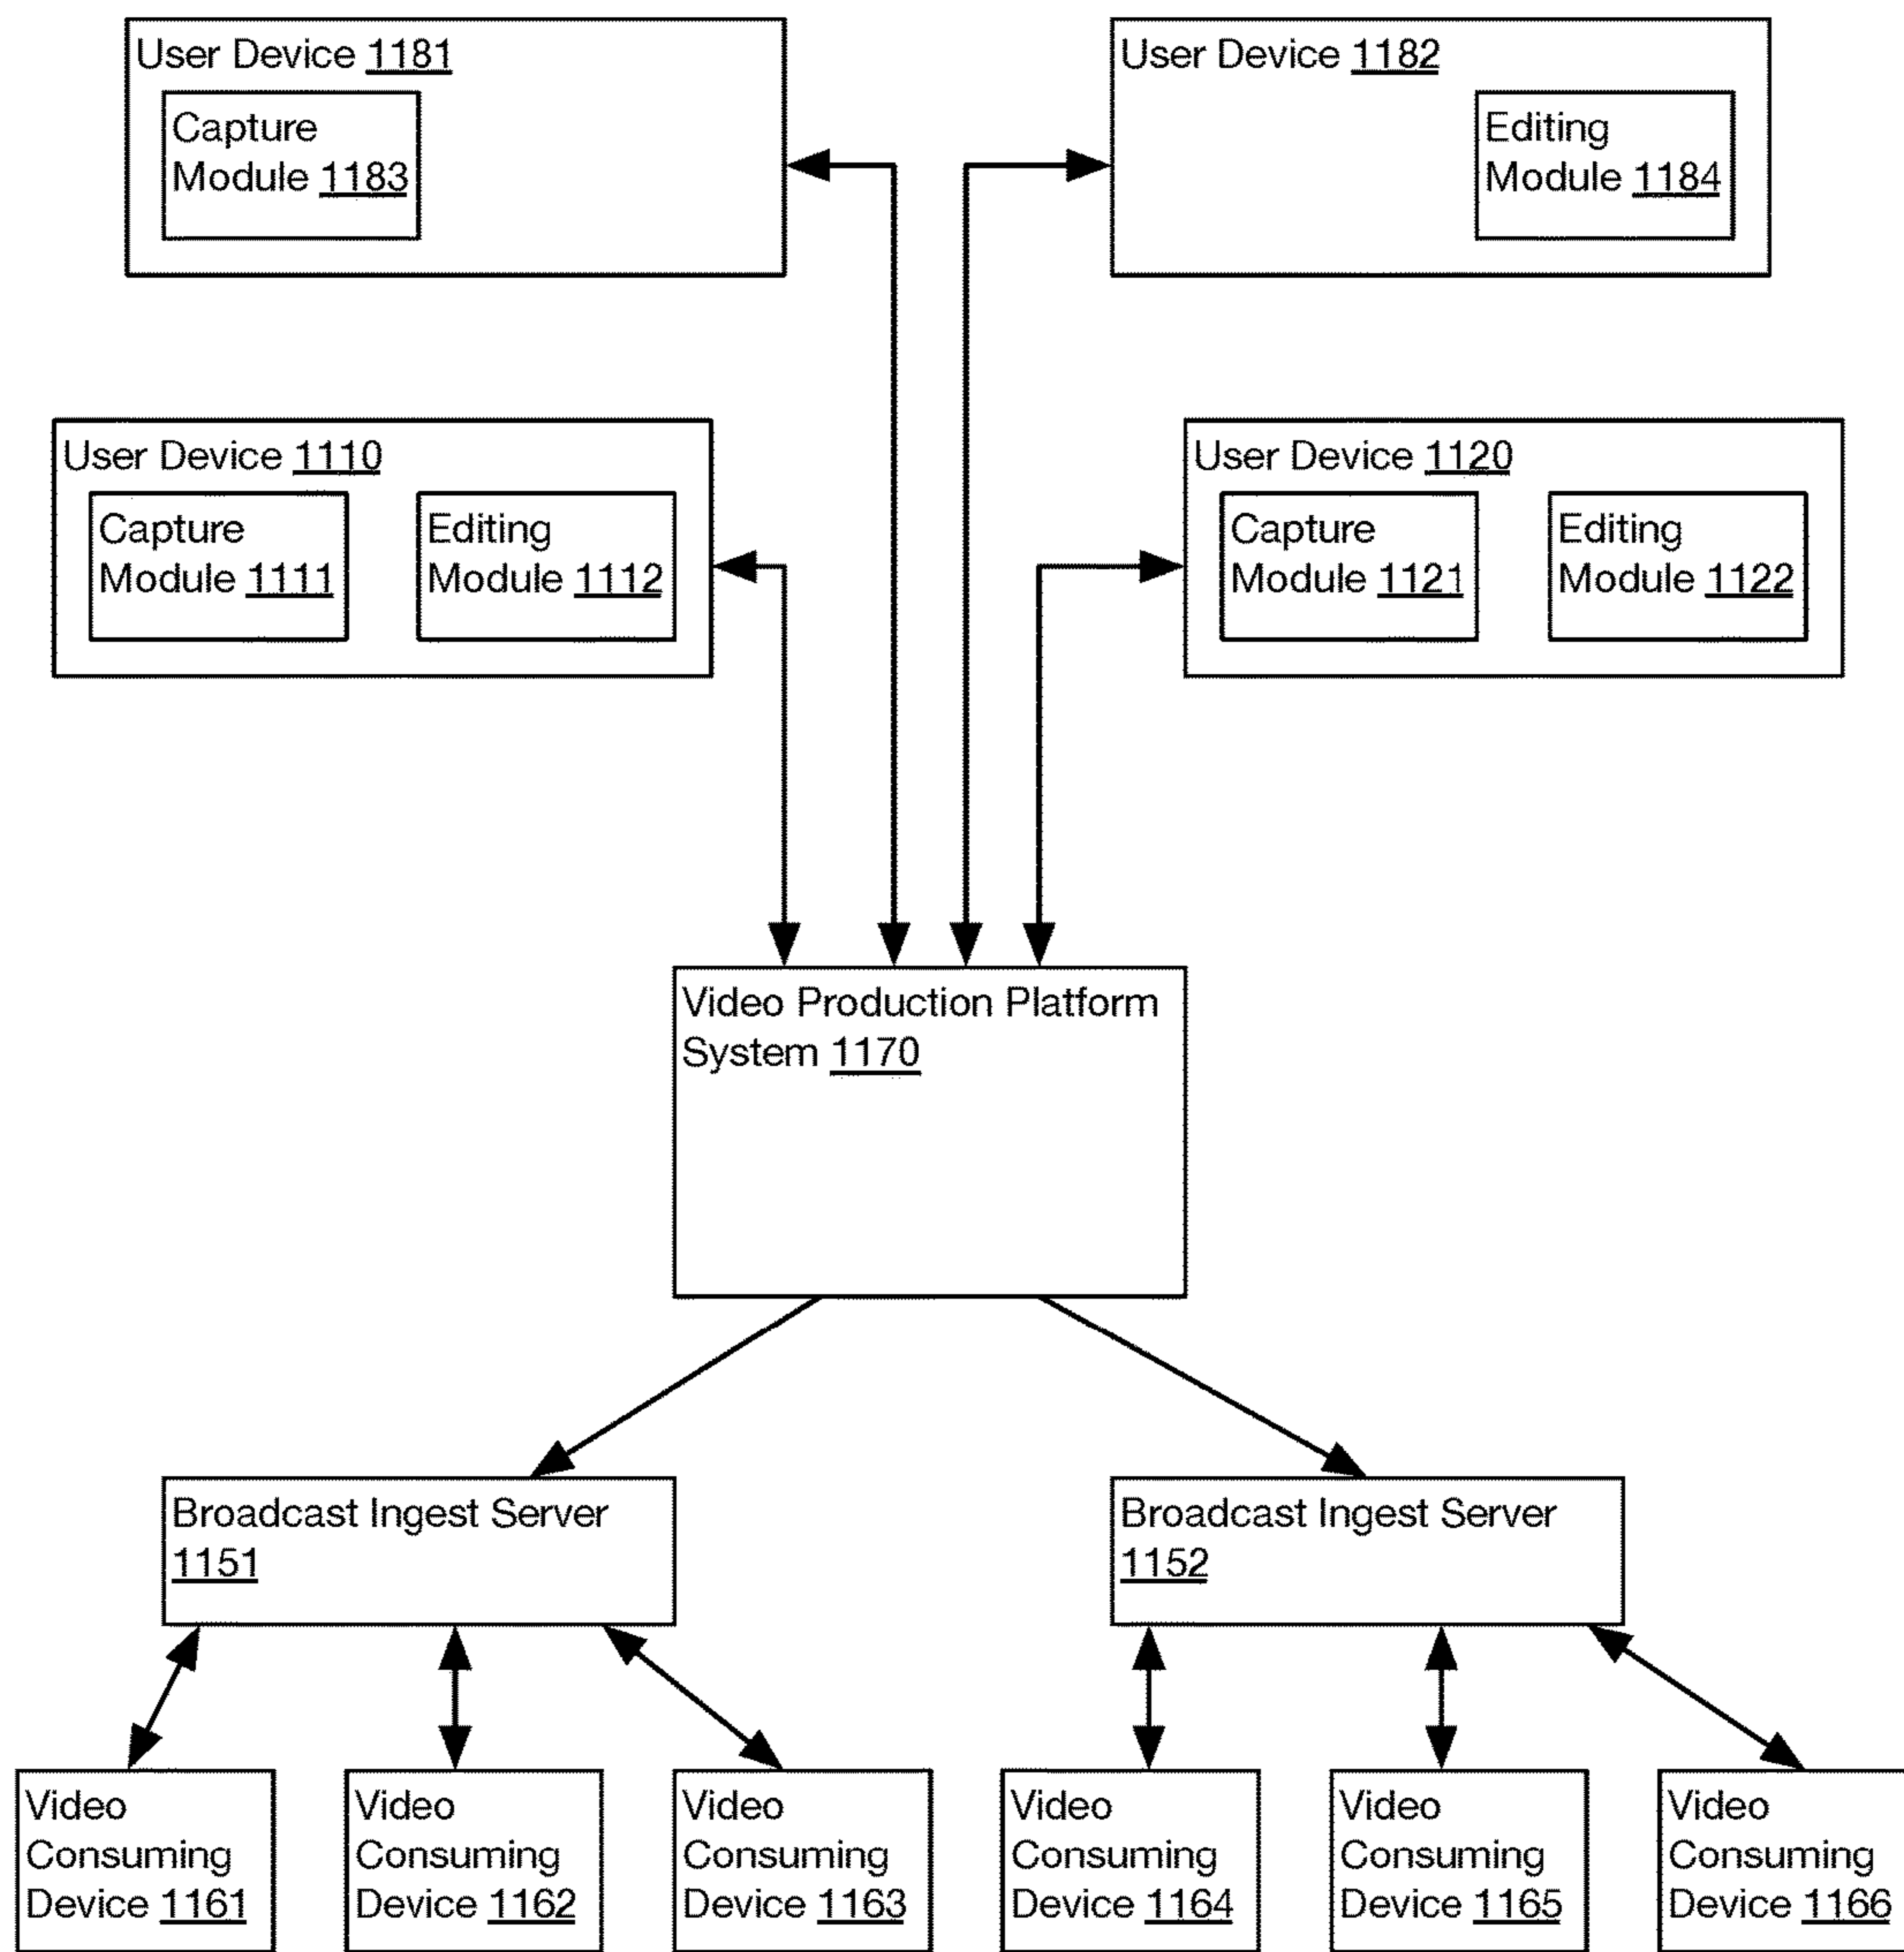 User Device 1181
Capture
Module 1183
User Device 1182
Editing
Module 1184
User Device 1110
Capture
Module 1111
Editing
Module 1112
User Device 1120
Capture
Module 1121
Editing
Module 1122
Video Production Platform
System 1170
Broadcast Ingest Server
1151
Broadcast Ingest Server
1152
Video
Consuming
Device 1161
Video
Consuming
Device 1162
Video
Consuming
Device 1163
Video
Consuming
Device 1164
Video
Consuming
Device 1165
Video
Consuming
Device 1166